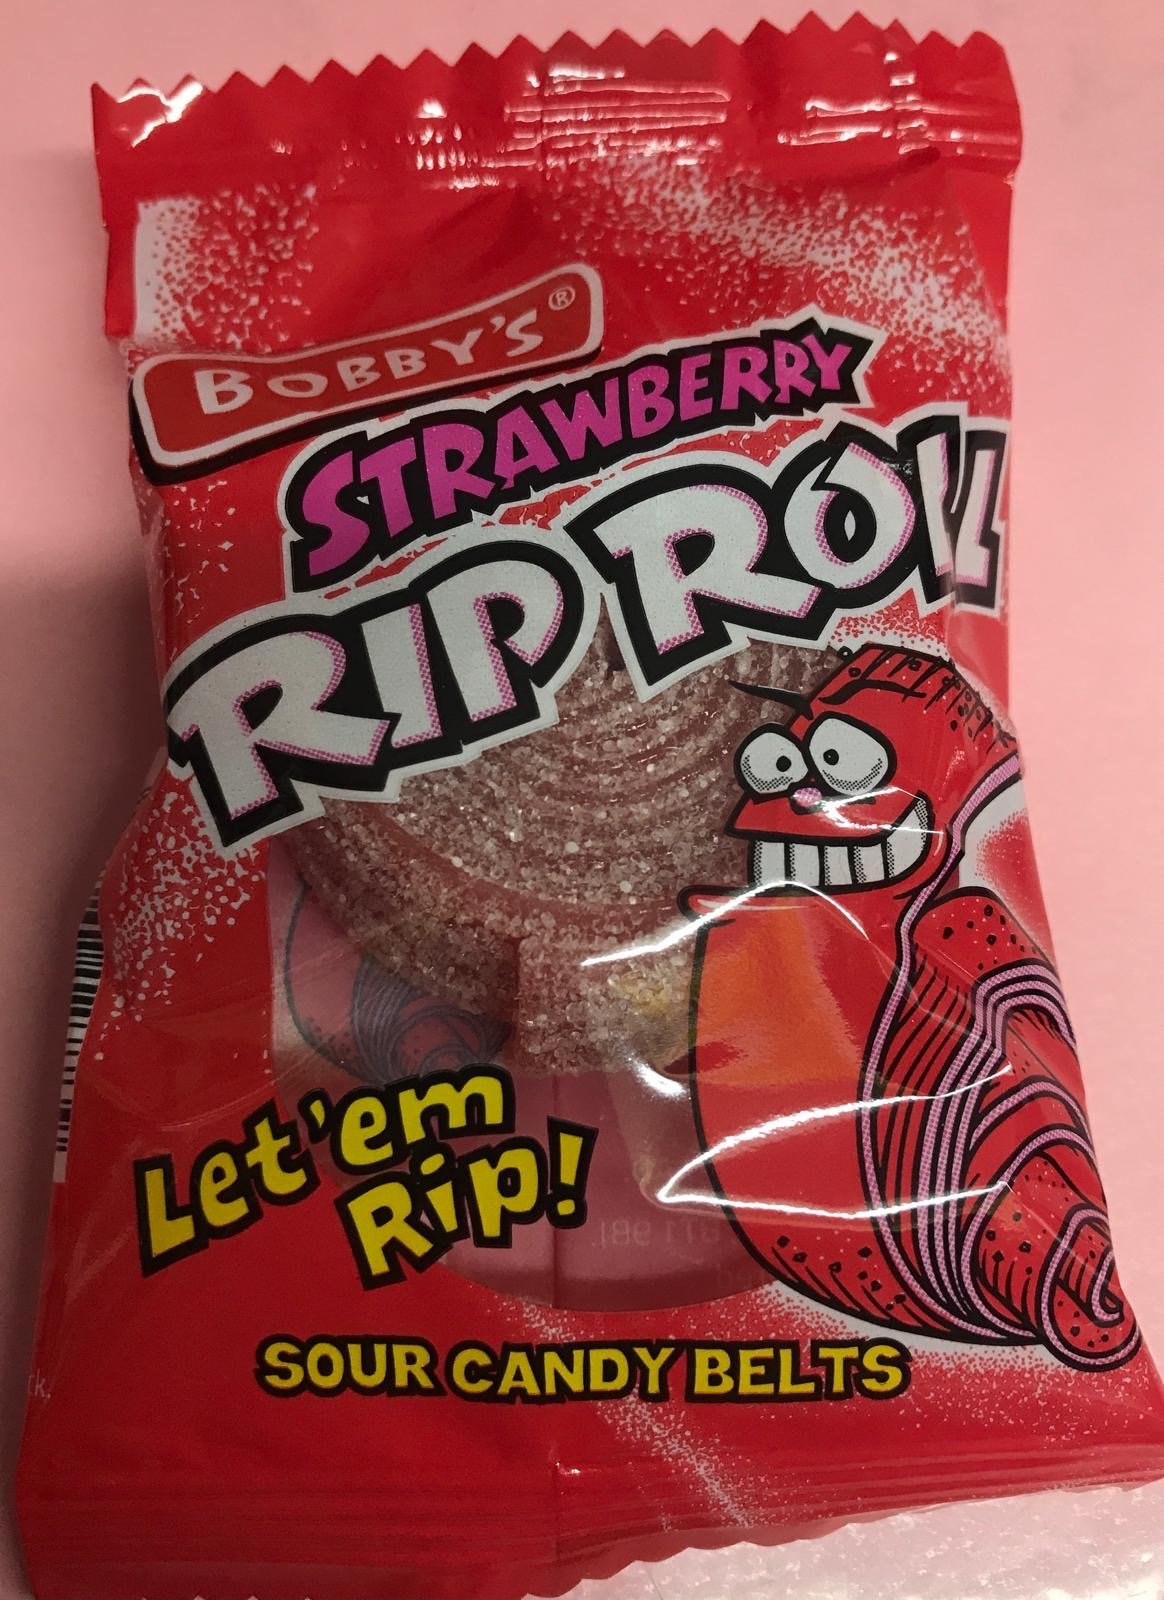 BOBBY'S®
STRAWBERRY
RIP ROLL
Let 'em
Rip!
SOUR CANDY BELTS